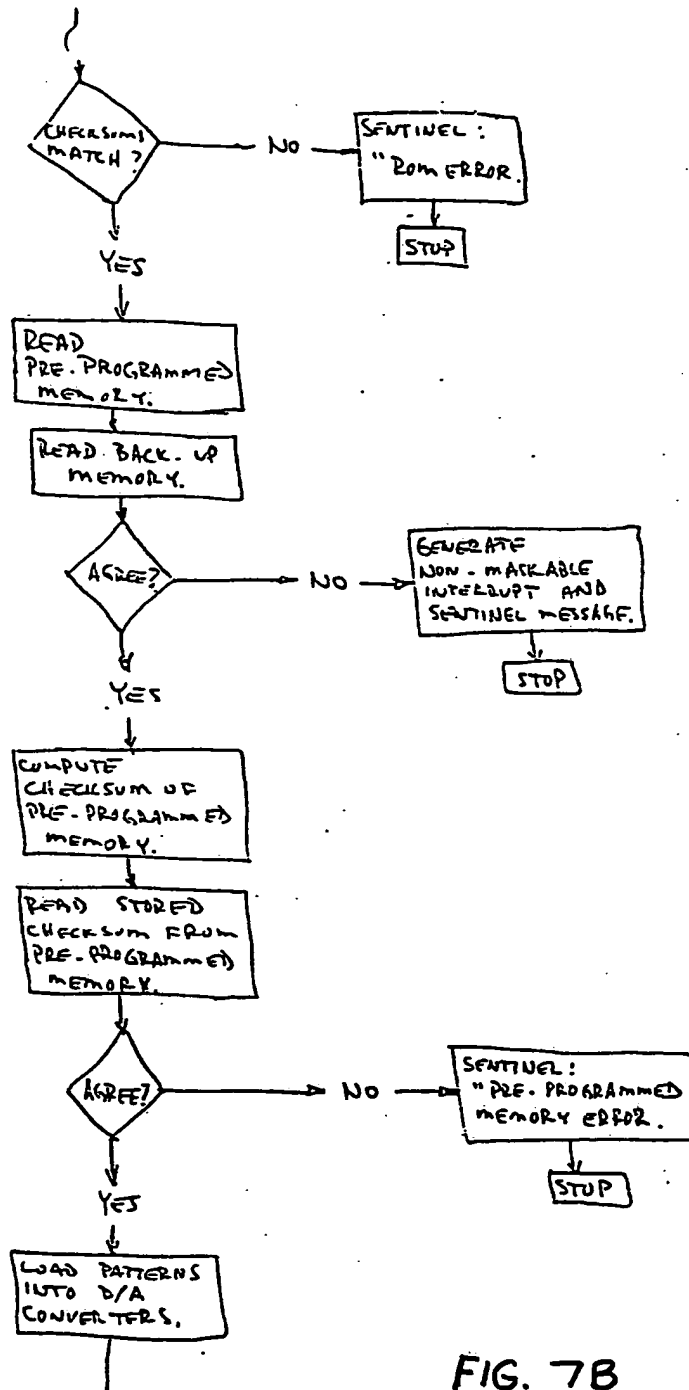 CHECKSUMS
MATCH?
NO
SENTINEL:
"ROM ERROR.
STOP
YES
READ
PRE-PROGRAMMED
MEMORY.
READ BACK-UP
MEMORY.
AGREE?
NO
GENERATE
NON-MASKABLE
INTERRUPT AND
SENTINEL MESSAGE.
STOP
YES
COMPUTE
CHECKSUM OF
PRE-PROGRAMMED
MEMORY.
READ STORED
CHECKSUM FROM
PRE-PROGRAMMED
MEMORY.
AGREE?
NO
SENTINEL:
"PRE-PROGRAMMED
MEMORY ERROR.
STOP
YES
LOAD PATTERNS
INTO D/A
CONVERTERS.
FIG. 7B